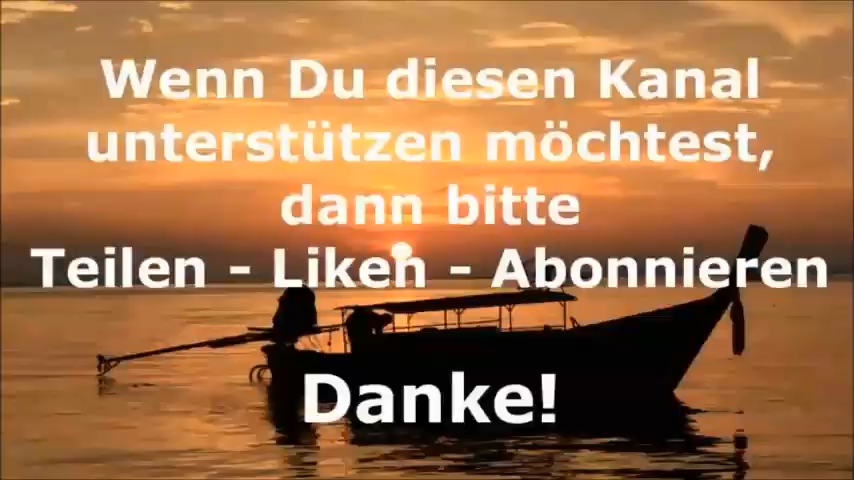 Wenn Du diesen Kanal
unterstützen möchtest,
dann bitte
Teilen - Liken - Abonnieren
Danke!